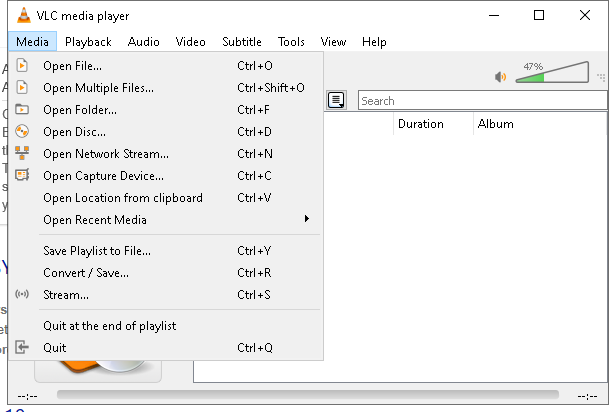 VLC media player
Media Playback Audio Video Subtitle Tools View Help
Open File... Ctrl+O
47%
Open Multiple Files... Ctrl+Shift+O
Search
Open Folder... Ctrl+F
Duration Album
Open Disc... Ctrl+D
Open Network Stream... Ctrl+N
Open Capture Device... Ctrl+C
Open Location from clipboard Ctrl+V
Open Recent Media
Save Playlist to File... Ctrl+Y
Convert / Save... Ctrl+R
Stream... Ctrl+S
Quit at the end of playlist
Quit Ctrl+Q
--:-- --:--